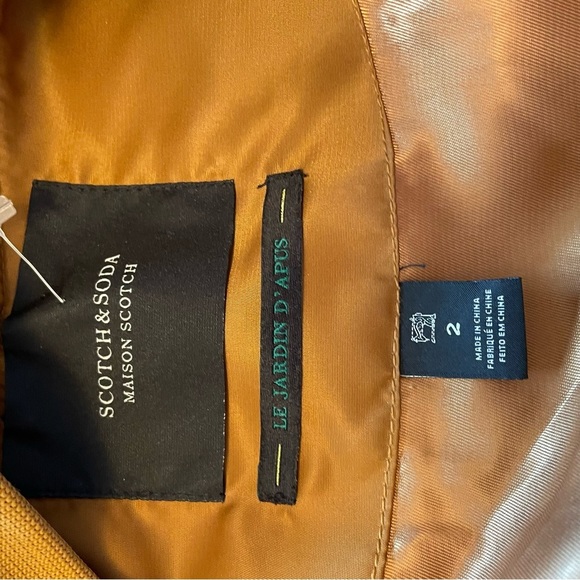 SCOTCH & SODA
MAISON SCOTCH
LE JARDIN D'APUS
2
MADE IN CHINA
FABRIQUÉ EN CHINE
FEITO EM CHINA